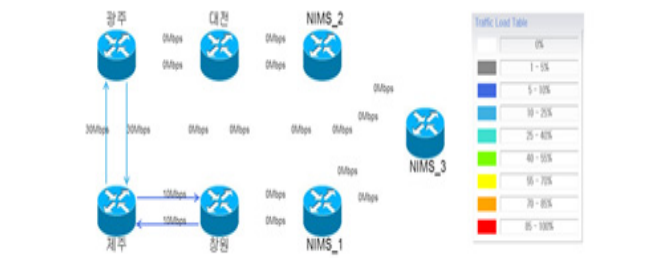 광주 대전 NIMS_2
0Mbps 0Mbps
0Mbps 0Mbps
0Mbps
0Mbps
30Mbps 30Mbps 0Mbps 0Mbps 0Mbps 0Mbps
NIMS_3
0Mbps
10Mbps 0Mbps 0Mbps
10Mbps 0Mbps
제주 창원 NIMS_1
Traffic Load Table
0%
1 - 5%
5 - 10%
10 - 25%
25 - 40%
40 - 55%
55 - 70%
70 - 85%
85 - 100%